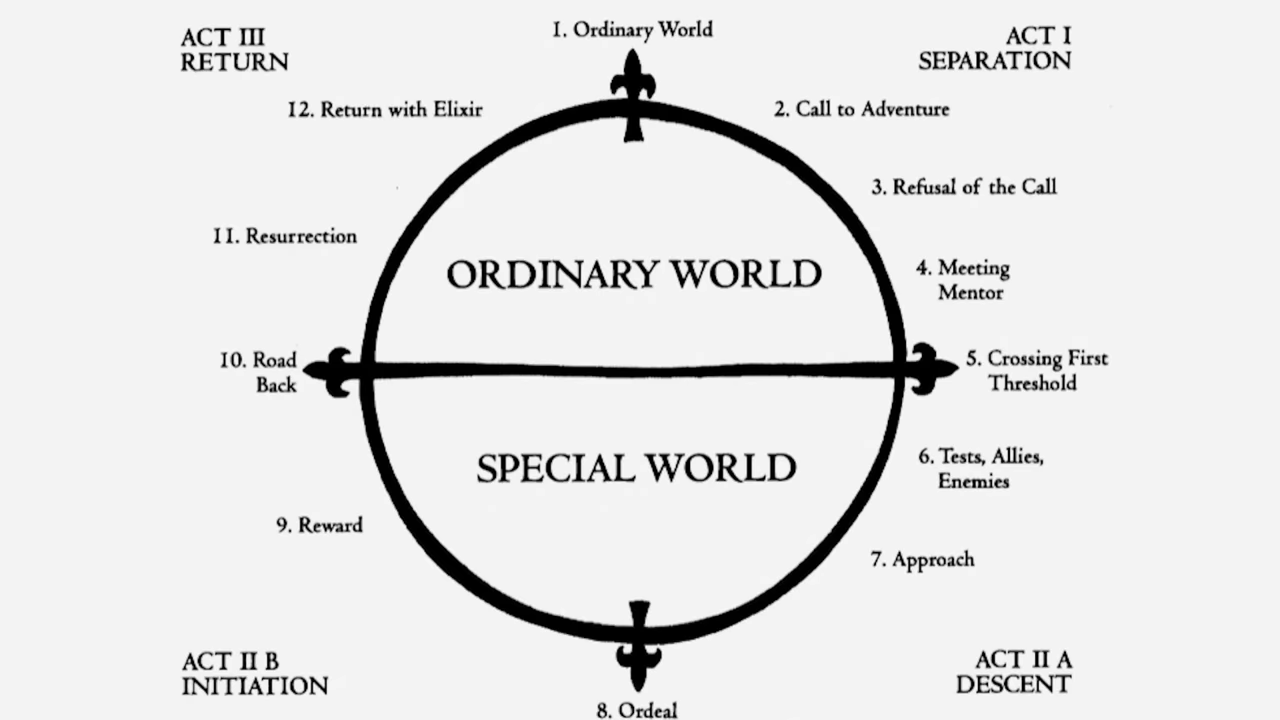 ACT III
RETURN
1. Ordinary World
ACT I
SEPARATION
12. Return with Elixir
2. Call to Adventure
3. Refusal of the Call
11. Resurrection
ORDINARY WORLD
4. Meeting
Mentor
10. Road
Back
5. Crossing First
Threshold
SPECIAL WORLD
6. Tests, Allies,
Enemies
9. Reward
7. Approach
ACT II B
INITIATION
ACT II A
DESCENT
8. Ordeal